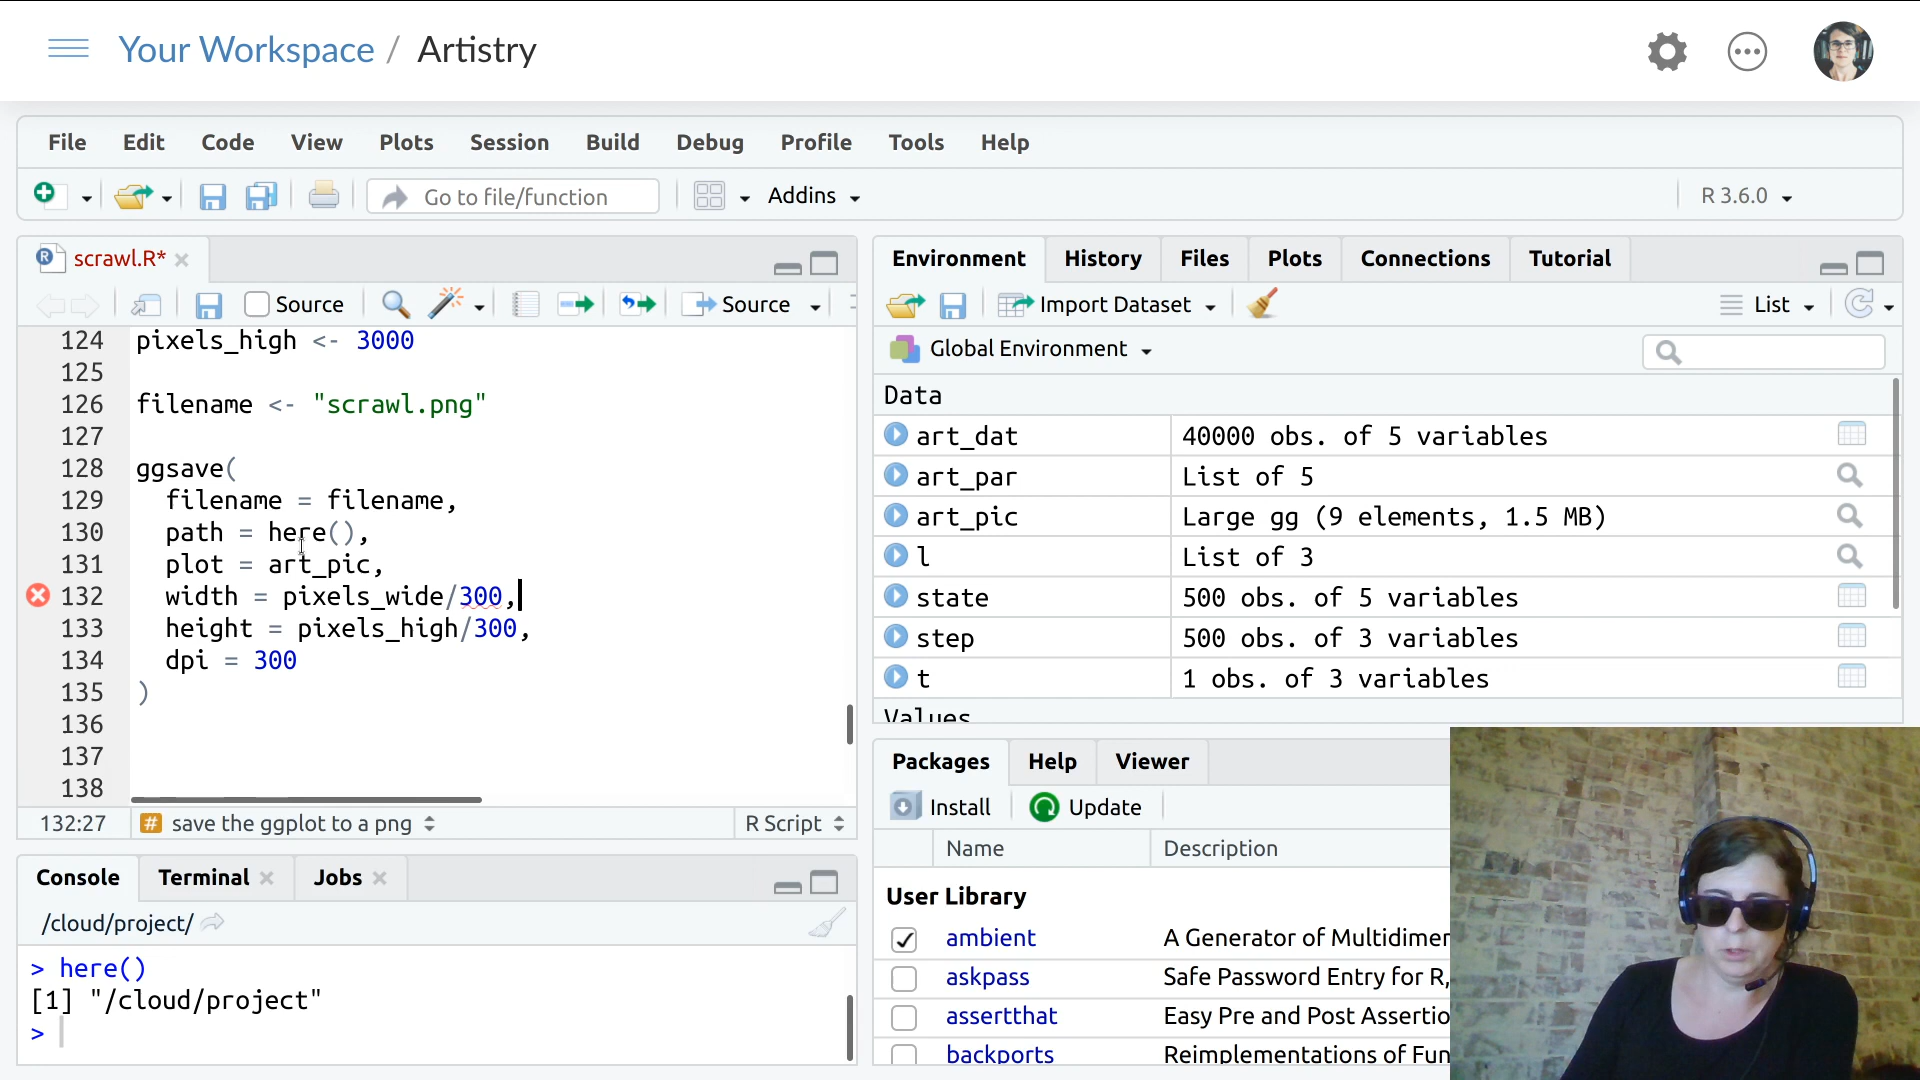 Your Workspace / Artistry
File Edit Code View Plots Session Build Debug Profile Tools Help
Go to file/function Addins R 3.6.0
scrawl.R*
Source Source
124 pixels_high <- 3000
125
126 filename <- "scrawl.png"
127
128 ggsave(
129 filename = filename,
130 path = here(),
131 plot = art_pic,
132 width = pixels_wide/300,
133 height = pixels_high/300,
134 dpi = 300
135 )
136
137
138
132:27 # save the ggplot to a png R Script
Console Terminal Jobs
/cloud/project/
> here()
[1] "/cloud/project"
>
Environment History Files Plots Connections Tutorial
Import Dataset List
Global Environment
Data
art_dat 40000 obs. of 5 variables
art_par List of 5
art_pic Large gg (9 elements, 1.5 MB)
l List of 3
state 500 obs. of 5 variables
step 500 obs. of 3 variables
t 1 obs. of 3 variables
Values
Packages Help Viewer
Install Update
Name Description
User Library
ambient A Generator of Multidimer
askpass Safe Password Entry for R,
assertthat Easy Pre and Post Assertio
backports Reimplementations of Fun